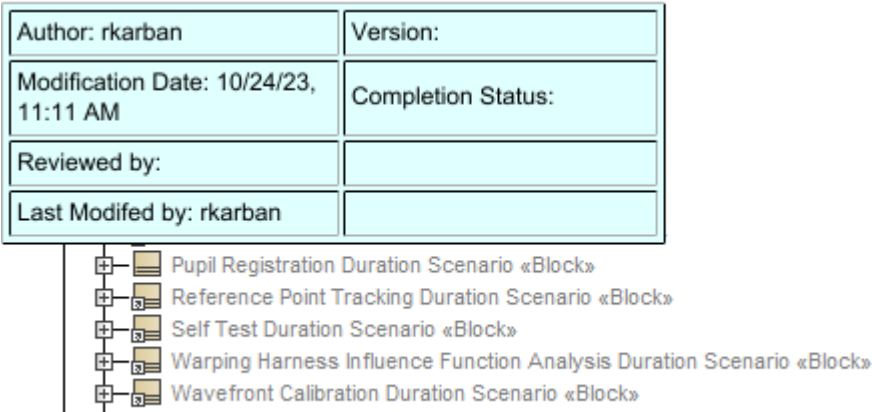 Author: rkarban
Version:
Modification Date: 10/24/23,
11:11 AM
Completion Status:
Reviewed by:
Last Modifed by: rkarban
Pupil Registration Duration Scenario «Block»
Reference Point Tracking Duration Scenario «Block»
Self Test Duration Scenario «Block»
Warping Harness Influence Function Analysis Duration Scenario «Block»
Wavefront Calibration Duration Scenario «Block»